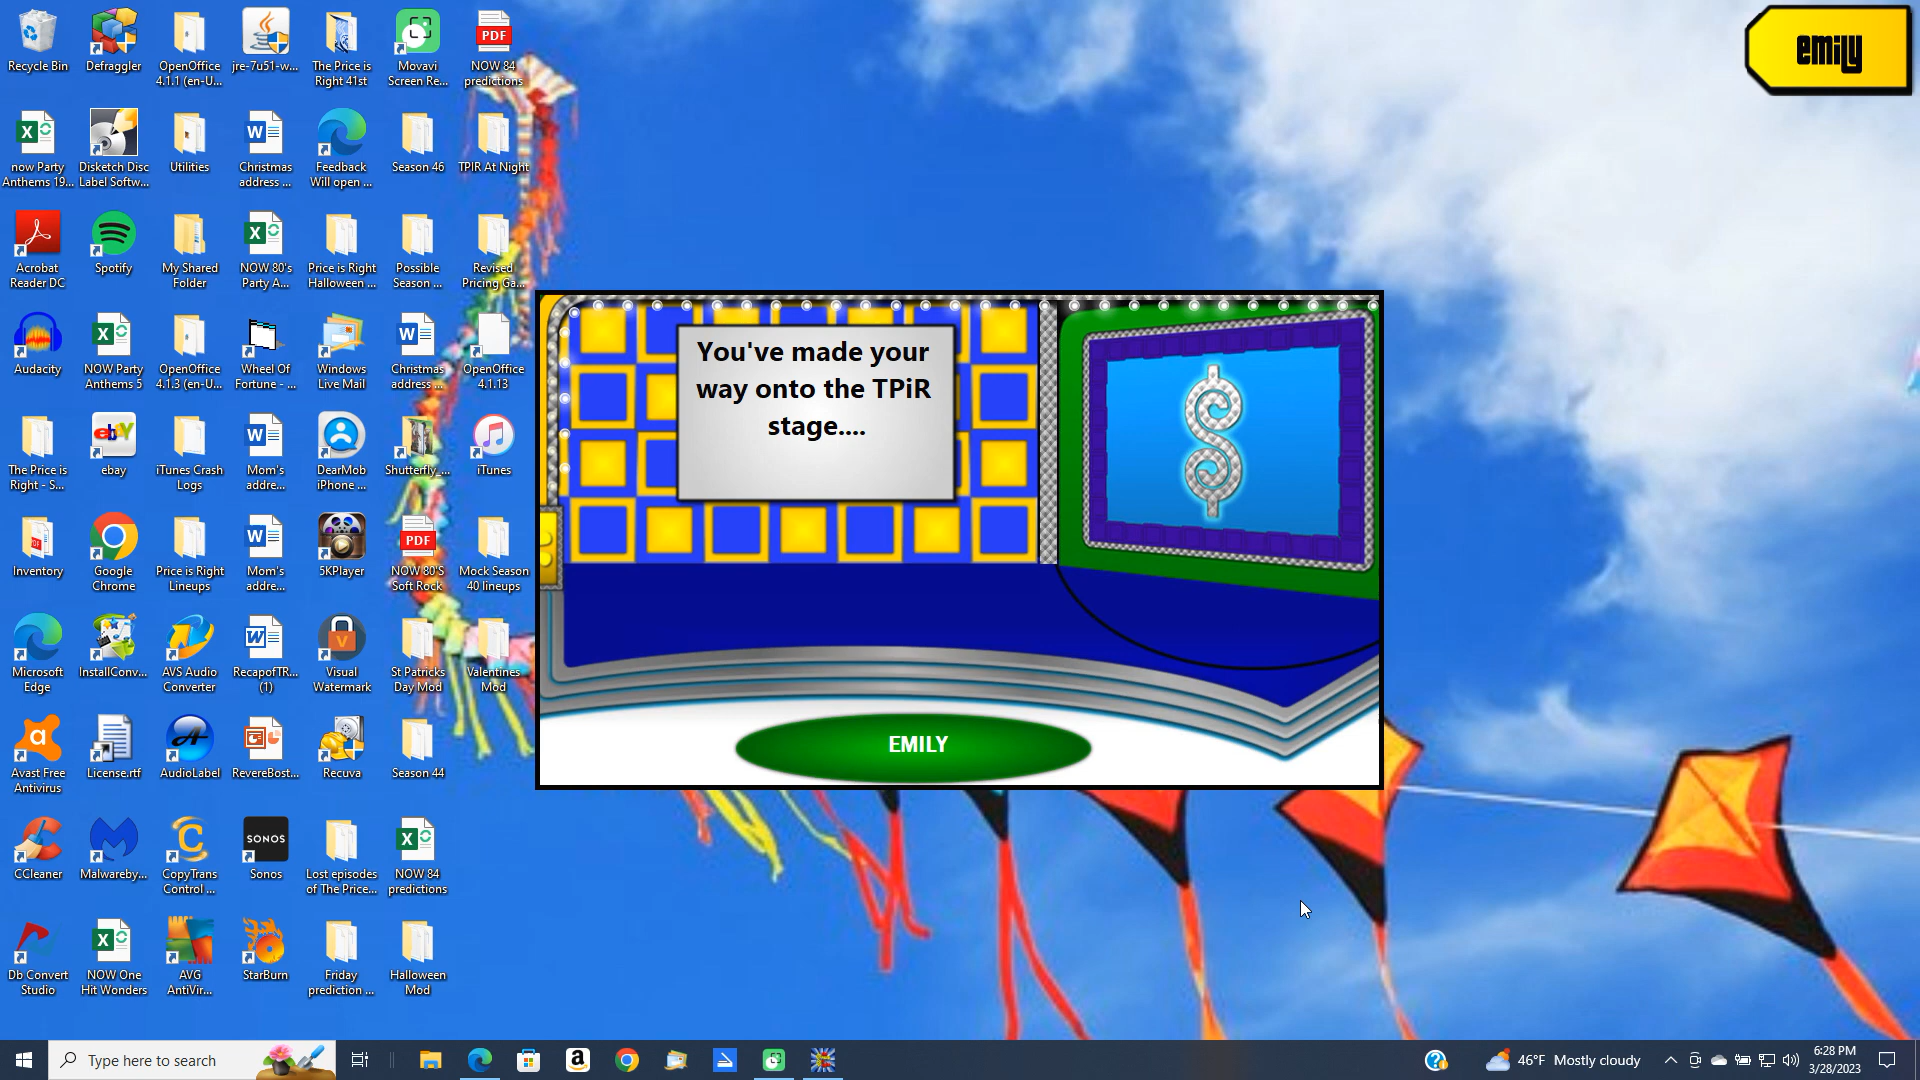 Recycle Bin
Defraggler
OpenOffice
4.1.1 (en-U...
jre-7u51-w...
The Price is
Right 41st
Movavi
Screen Re...
PDF
NOW 84
predictions
emily
now Party
Anthems 19...
Disketch Disc
Label Softw...
Utilities
Christmas
address ...
Feedback
Will open ...
Season 46
TPIR At Night
Acrobat
Reader DC
Spotify
My Shared
Folder
NOW 80's
Party A...
Price is Right
Halloween ...
Possible
Season ...
Revised
Pricing Ga...
Audacity
NOW Party
Anthems 5
OpenOffice
4.1.3 (en-U...
Wheel Of
Fortune - ...
Windows
Live Mail
Christmas
address ...
OpenOffice
4.1.13
The Price is
Right - S...
ebay
ebay
iTunes Crash
Logs
Mom's
addre...
DearMob
iPhone ...
Shutterfly_...
iTunes
Inventory
Google
Chrome
Price is Right
Lineups
Mom's
addre...
5KPlayer
PDF
NOW 80'S
Soft Rock
Mock Season
40 lineups
Microsoft
Edge
InstallConv...
AVS Audio
Converter
RecapofTR...
(1)
Visual
Watermark
St Patricks
Day Mod
Valentines
Mod
Avast Free
Antivirus
License.rtf
AudioLabel
RevereBost...
Recuva
Season 44
CCleaner
Malwareby...
CopyTrans
Control ...
SONOS
Sonos
Lost episodes
of The Price...
NOW 84
predictions
Db Convert
Studio
NOW One
Hit Wonders
AVG
AntiVir...
StarBurn
Friday
prediction ...
Halloween
Mod
You've made your
way onto the TPiR
stage....
EMILY
Type here to search
46°F Mostly cloudy
6:28 PM
3/28/2023